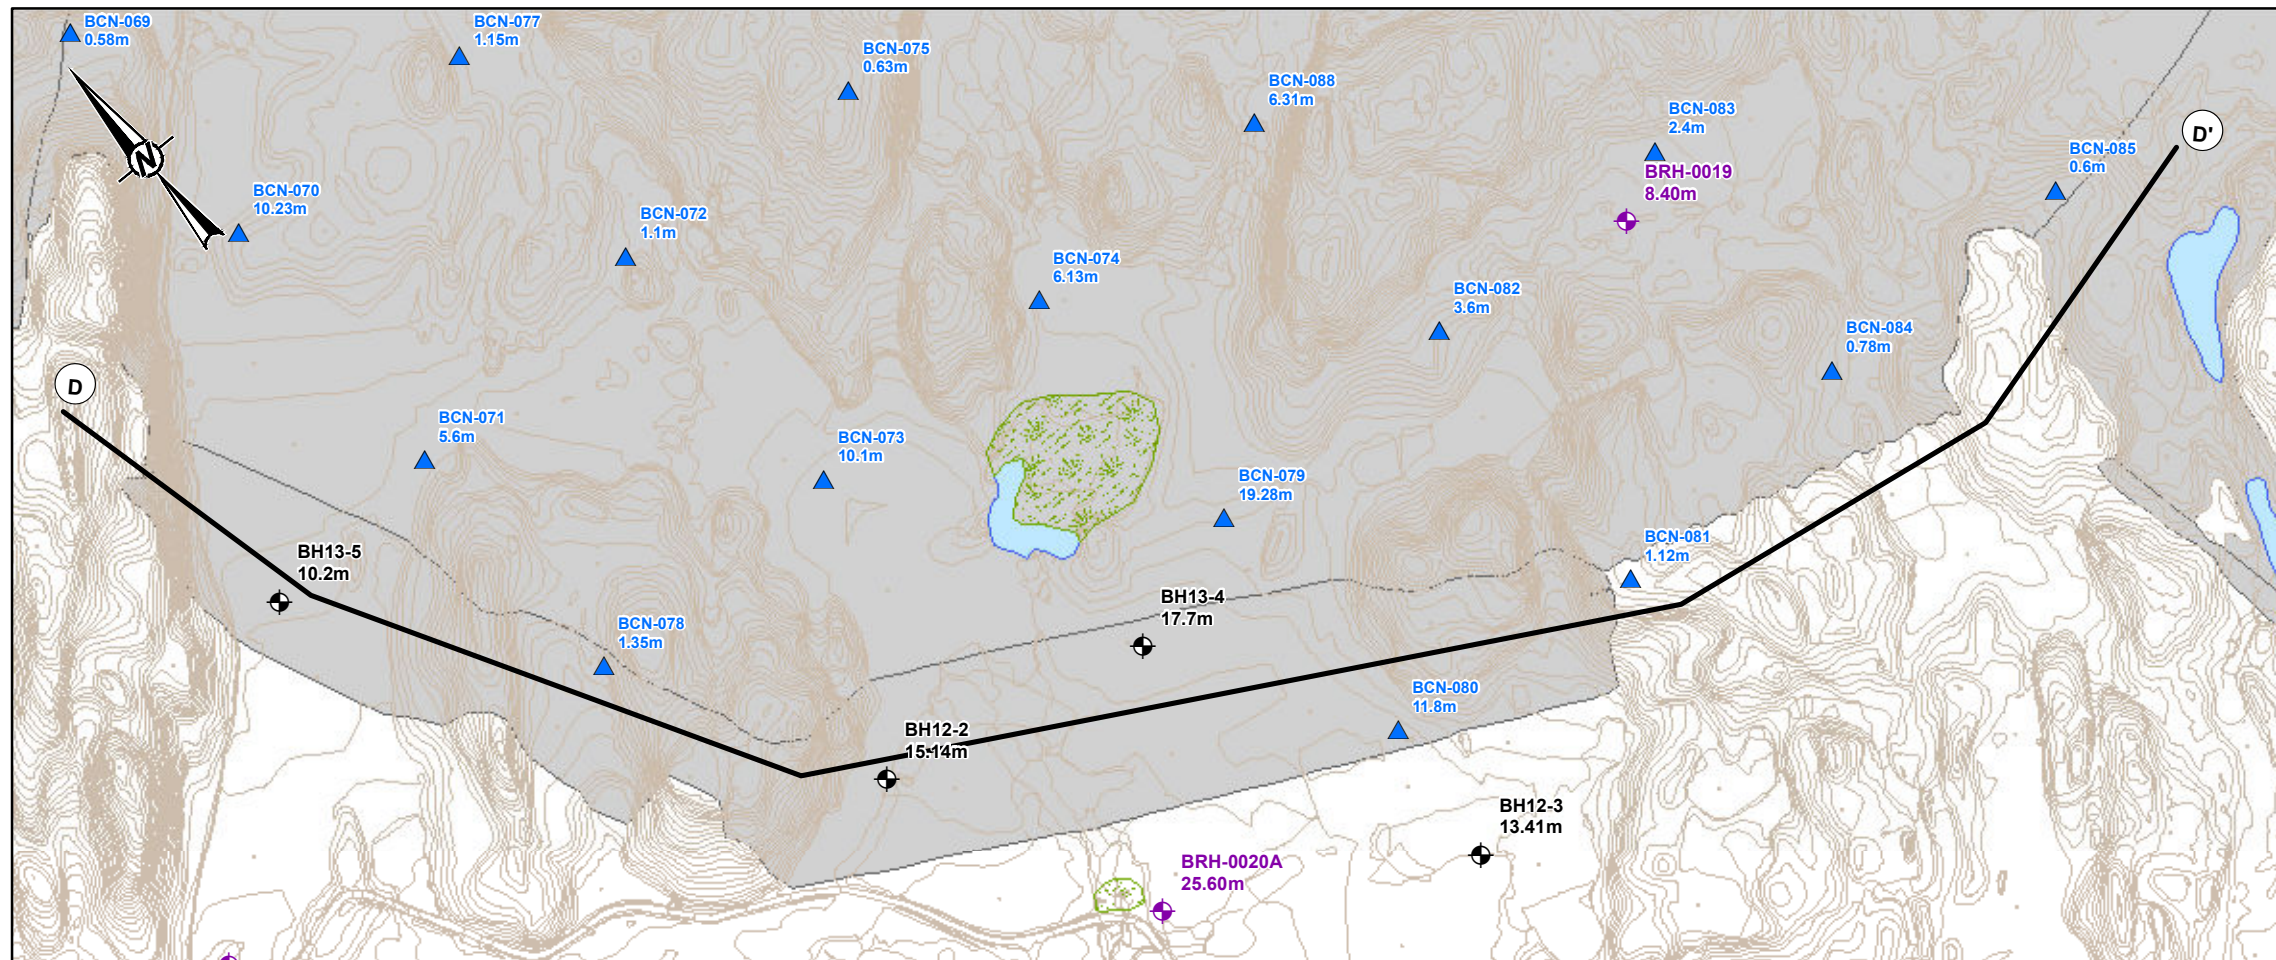 BCN-069
0.58m
BCN-077
1.15m
BCN-075
0.63m
BCN-088
6.31m
BCN-083
2.4m
BRH-0019
8.40m
D'
BCN-085
0.6m
N
BCN-070
10.23m
BCN-072
1.1m
BCN-074
6.13m
BCN-082
3.6m
BCN-084
0.78m
D
BCN-071
5.6m
BCN-073
10.1m
BCN-079
19.28m
BCN-081
1.12m
BH13-5
10.2m
BH13-4
17.7m
BCN-078
1.35m
BCN-080
11.8m
BH12-2
15.14m
BH12-3
13.41m
BRH-0020A
25.60m